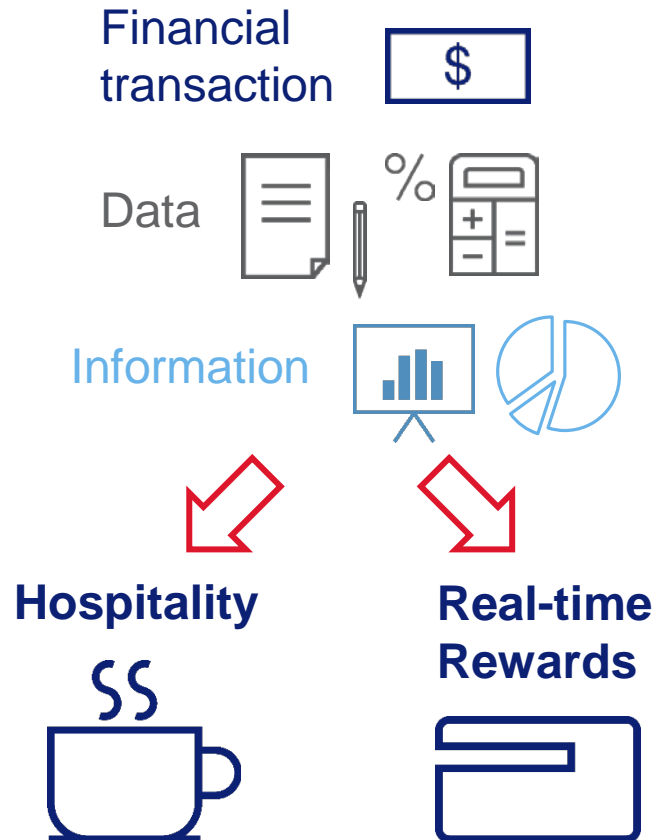 Financial
transaction
$
Data
%
+
=
−
Information
Hospitality
Real-time
Rewards